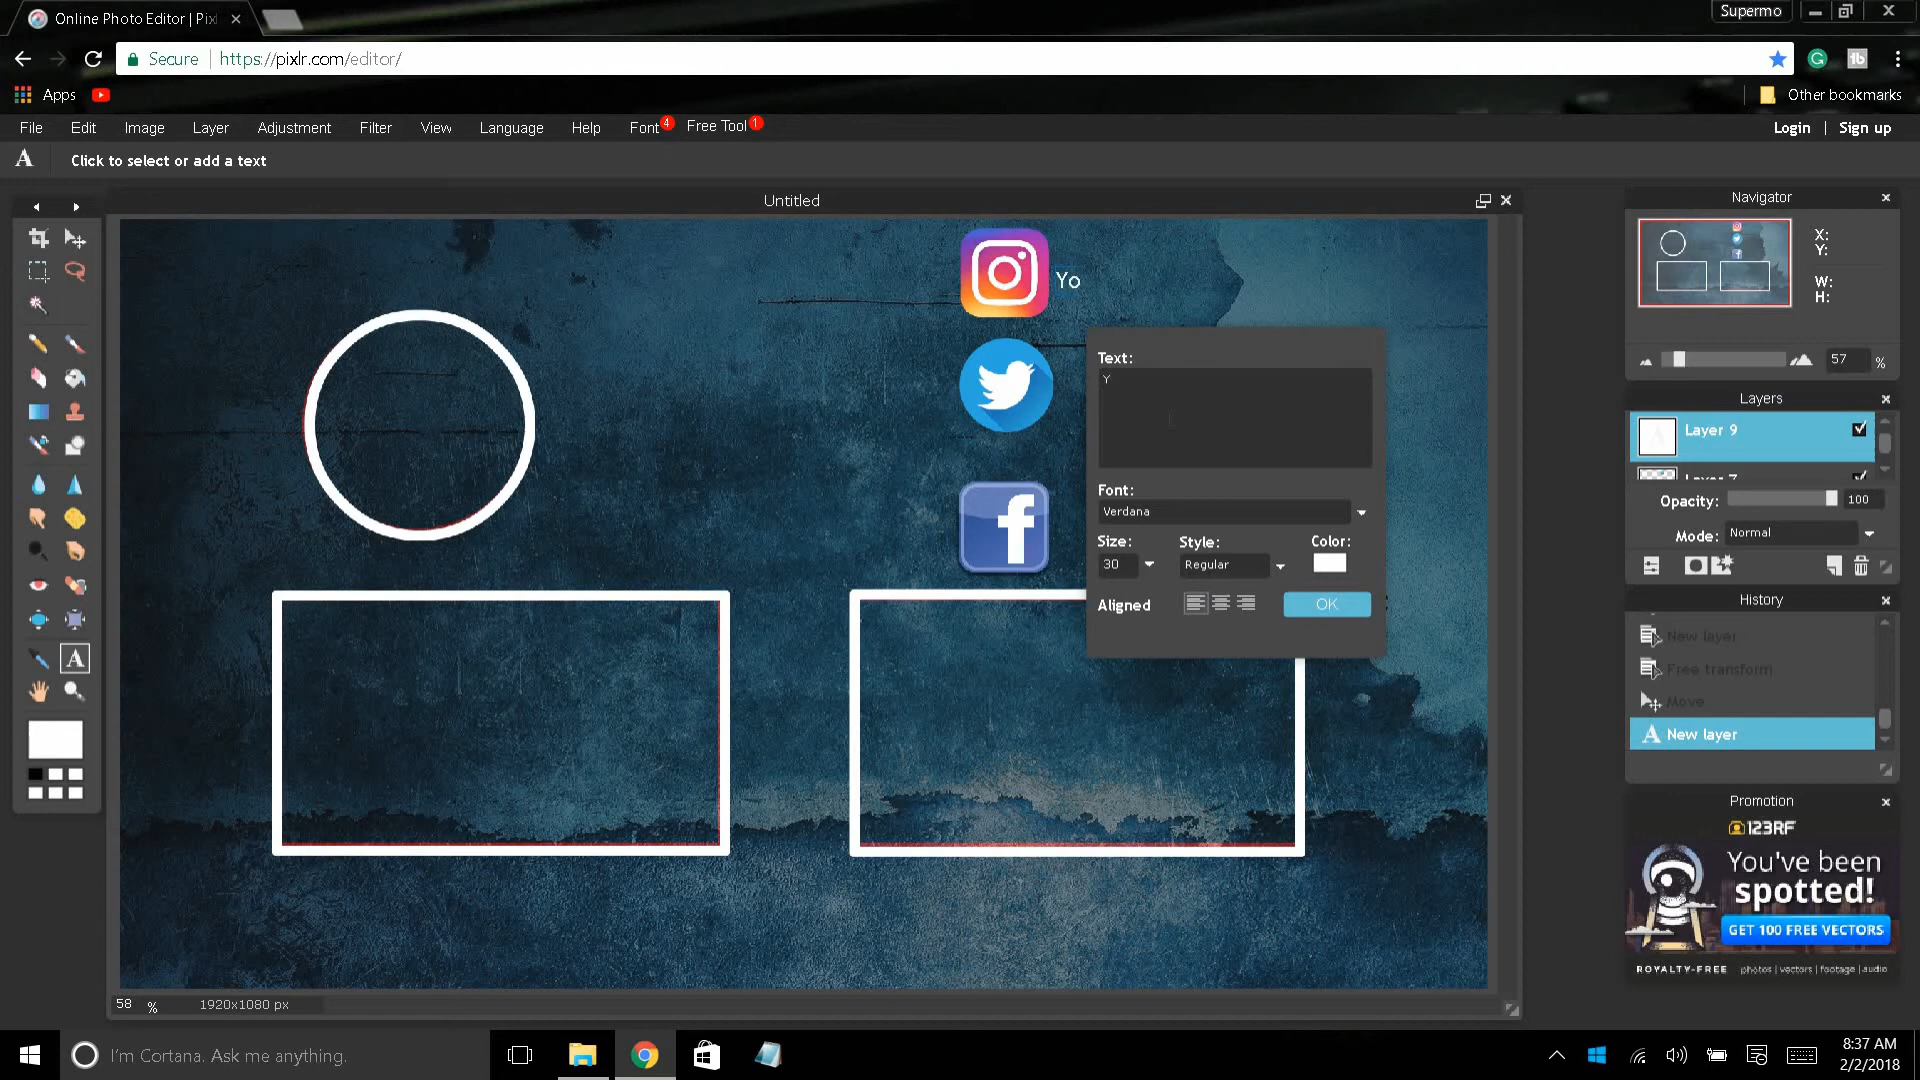 Online Photo Editor | Pixl
Supermo
Secure
https://pixlr.com/editor/
Apps
Other bookmarks
File Edit Image Layer Adjustment Filter View Language Help Font 4 Free Tool 1
Login | Sign up
A
Click to select or add a text
Untitled
Navigator
X:
Y:
W:
H:
57 %
Yo
Text:
Y
Font:
Verdana
Size: Style: Color:
30 Regular
Aligned OK
Layers
Layer 9
Layer 7
Opacity: 100
Mode: Normal
History
New layer
Free transform
Move
A New layer
A
Promotion
123RF
You've been
spotted!
GET 100 FREE VECTORS
ROYALTY-FREE photos | vectors | footage | audio
58 % 1920x1080 px
I'm Cortana. Ask me anything.
8:37 AM
2/2/2018